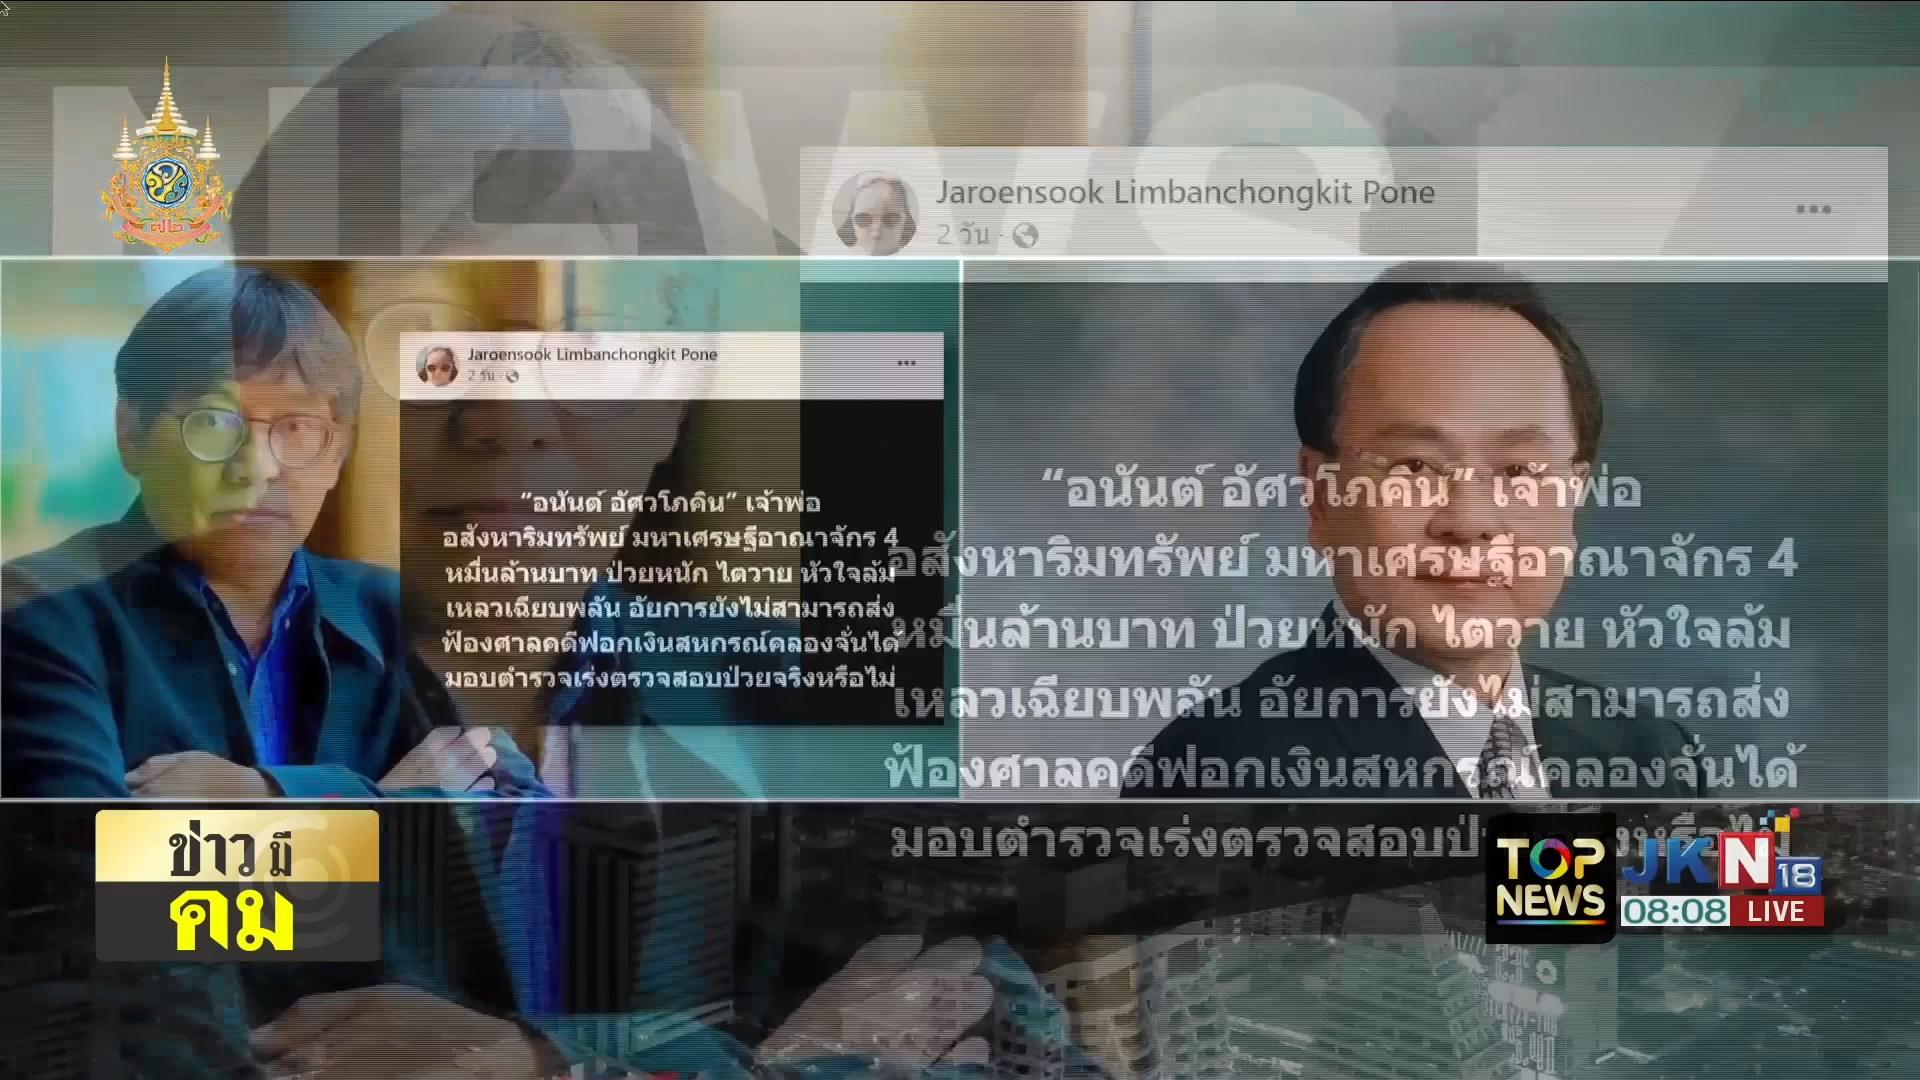 NEWS
๗๒
Jaroensook Limbanchongkit Pone
2 วัน ·
Jaroensook Limbanchongkit Pone
2 วัน ·
“อนันต์ อัศวโภคิน” เจ้าพ่อ
อสังหาริมทรัพย์ มหาเศรษฐีอาณาจักร 4
หมื่นล้านบาท ป่วยหนัก ไตวาย หัวใจล้ม
เหลวเฉียบพลัน อัยการยังไม่สามารถส่ง
ฟ้องศาลคดีฟอกเงินสหกรณ์คลองจั่นได้
มอบตำรวจเร่งตรวจสอบป่วยจริงหรือไม่
“อนันต์ อัศวโภคิน” เจ้าพ่อ
อสังหาริมทรัพย์ มหาเศรษฐีอาณาจักร 4
หมื่นล้านบาท ป่วยหนัก ไตวาย หัวใจล้ม
เหลวเฉียบพลัน อัยการยังไม่สามารถส่ง
ฟ้องศาลคดีฟอกเงินสหกรณ์คลองจั่นได้
มอบตำรวจเร่งตรวจสอบป่วยจริงหรือไม่
ข่าวมี
คม
TOP
NEWS
JKN18
08:08 LIVE